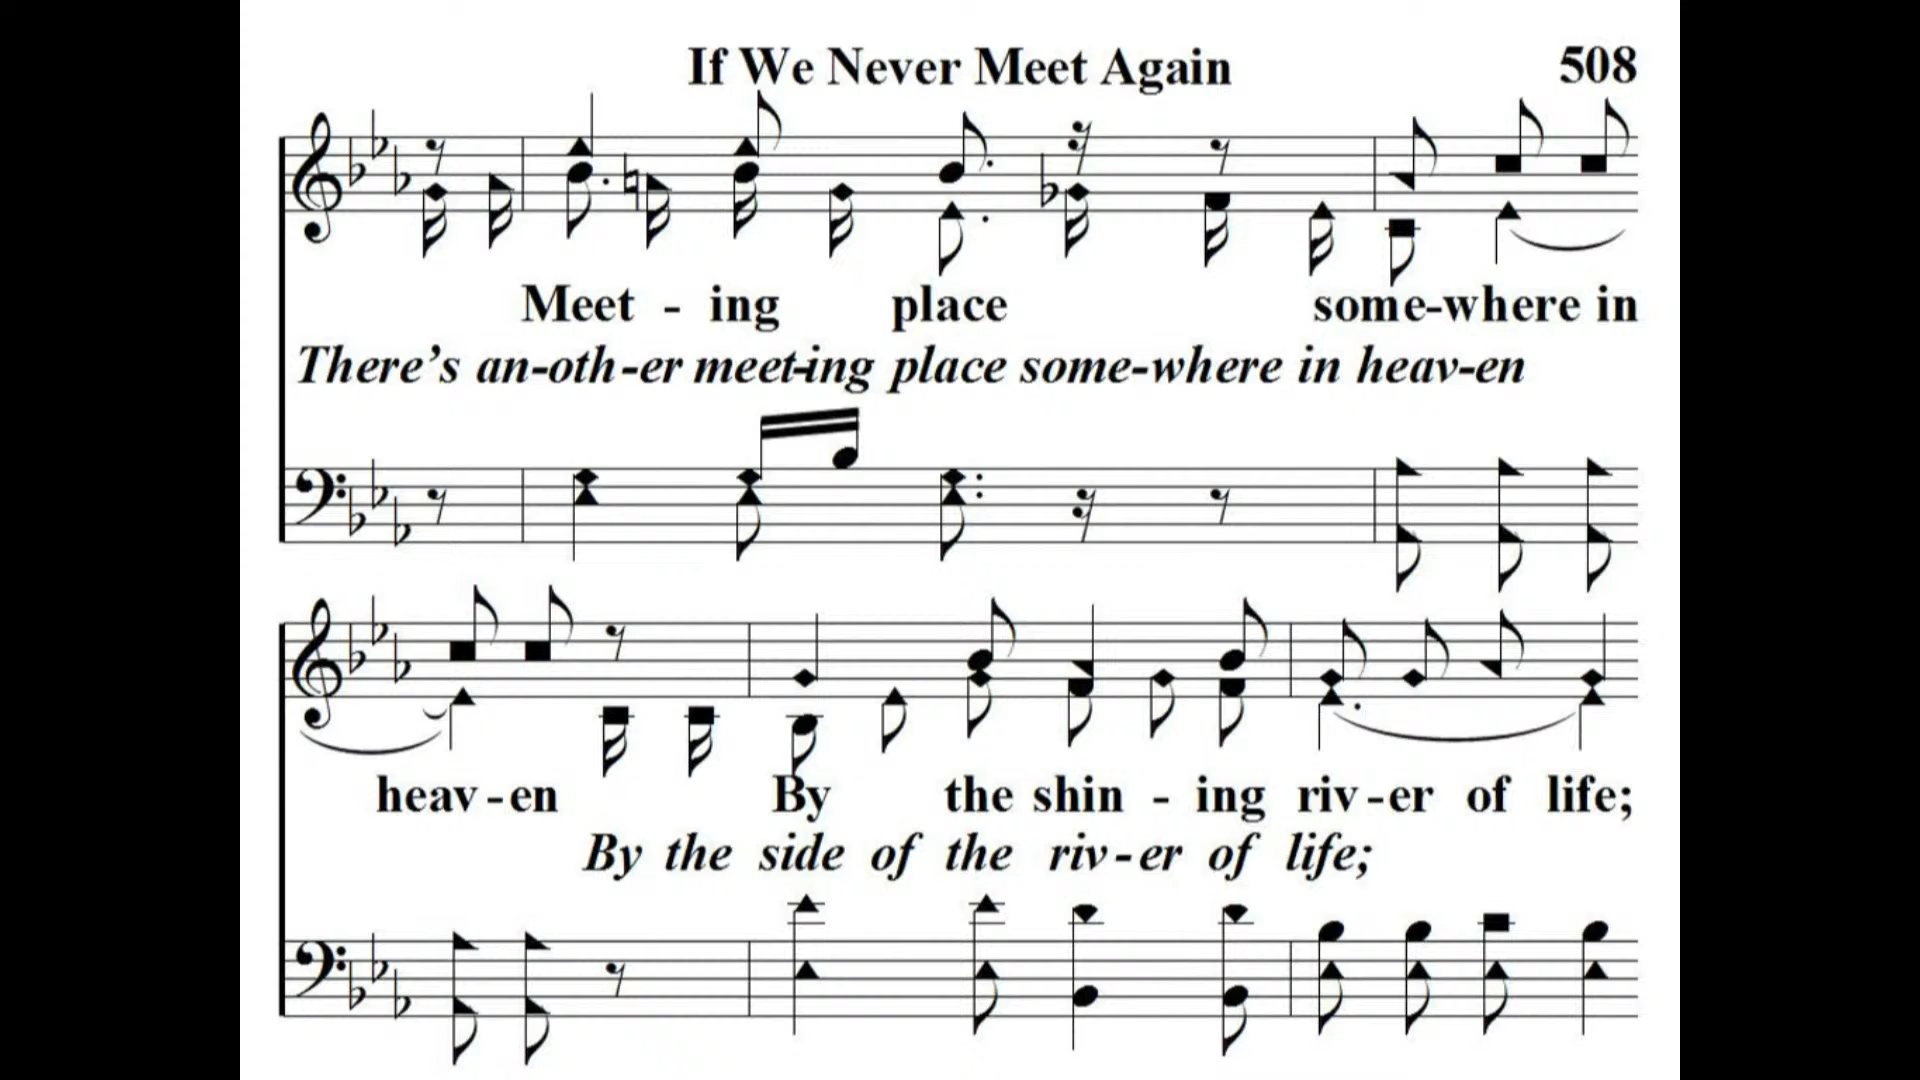 If We Never Meet Again 508
Meet - ing place some-where in
There's an-oth-er meet-ing place some-where in heav-en
heav-en By the shin - ing riv-er of life;
By the side of the riv-er of life;